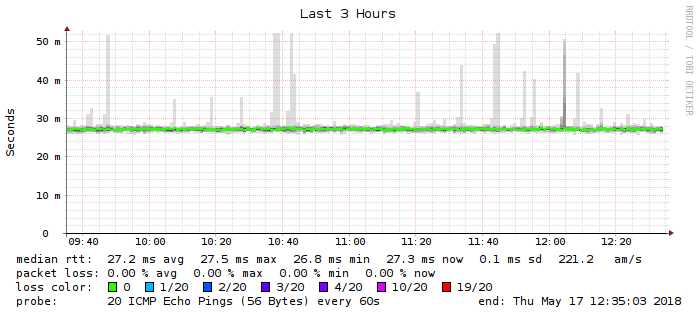 Last 3 Hours
RRDTOOL / TOBI OETIKER
Seconds
50 m
40 m
30 m
20 m
10 m
0
09:40 10:00 10:20 10:40 11:00 11:20 11:40 12:00 12:20
median rtt: 27.2 ms avg 27.5 ms max 26.8 ms min 27.3 ms now 0.1 ms sd 221.2 am/s
packet loss: 0.00 % avg 0.00 % max 0.00 % min 0.00 % now
loss color: 0 1/20 2/20 3/20 4/20 10/20 19/20
probe: 20 ICMP Echo Pings (56 Bytes) every 60s end: Thu May 17 12:35:03 2018